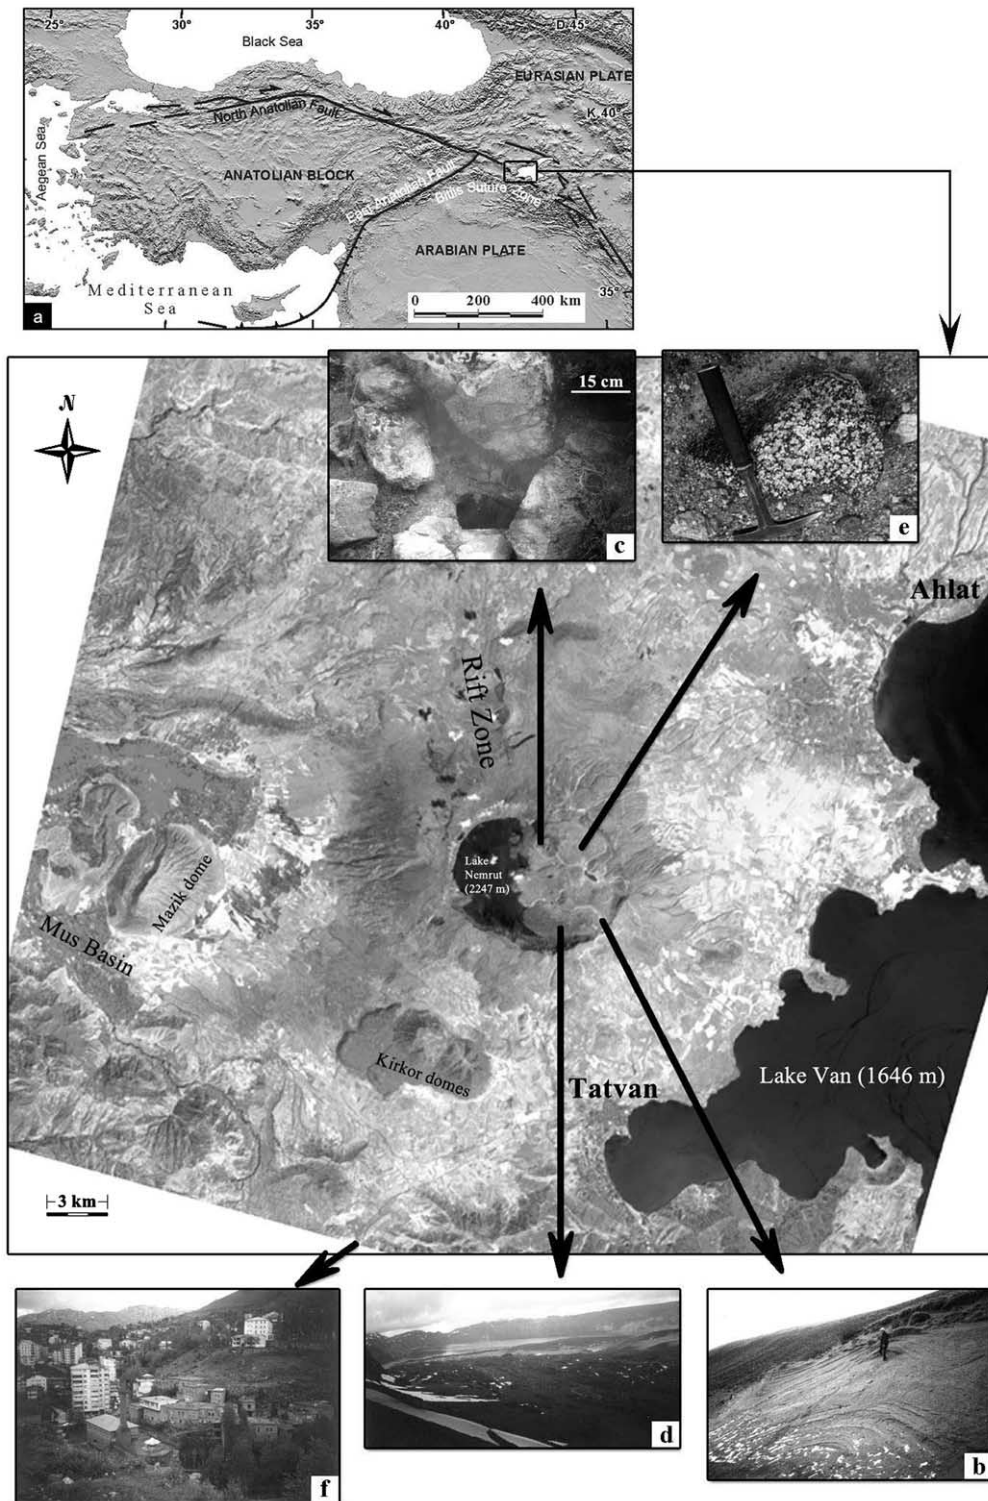 25° 30° 35° 40° D 45°
Black Sea
EURASIAN PLATE
K 40°
North Anatolian Fault
Aegean Sea
ANATOLIAN BLOCK
East Anatolian Fault
Bitlis Suture Zone
ARABIAN PLATE
Mediterranean
Sea
35°
0 200 400 km
a
15 cm
N
c
e
Ahlat
Rift Zone
Lake
Nemrut
(2247 m)
Mazik dome
Mus Basin
Kirkor domes
Tatvan
Lake Van (1646 m)
3 km
f
d
b